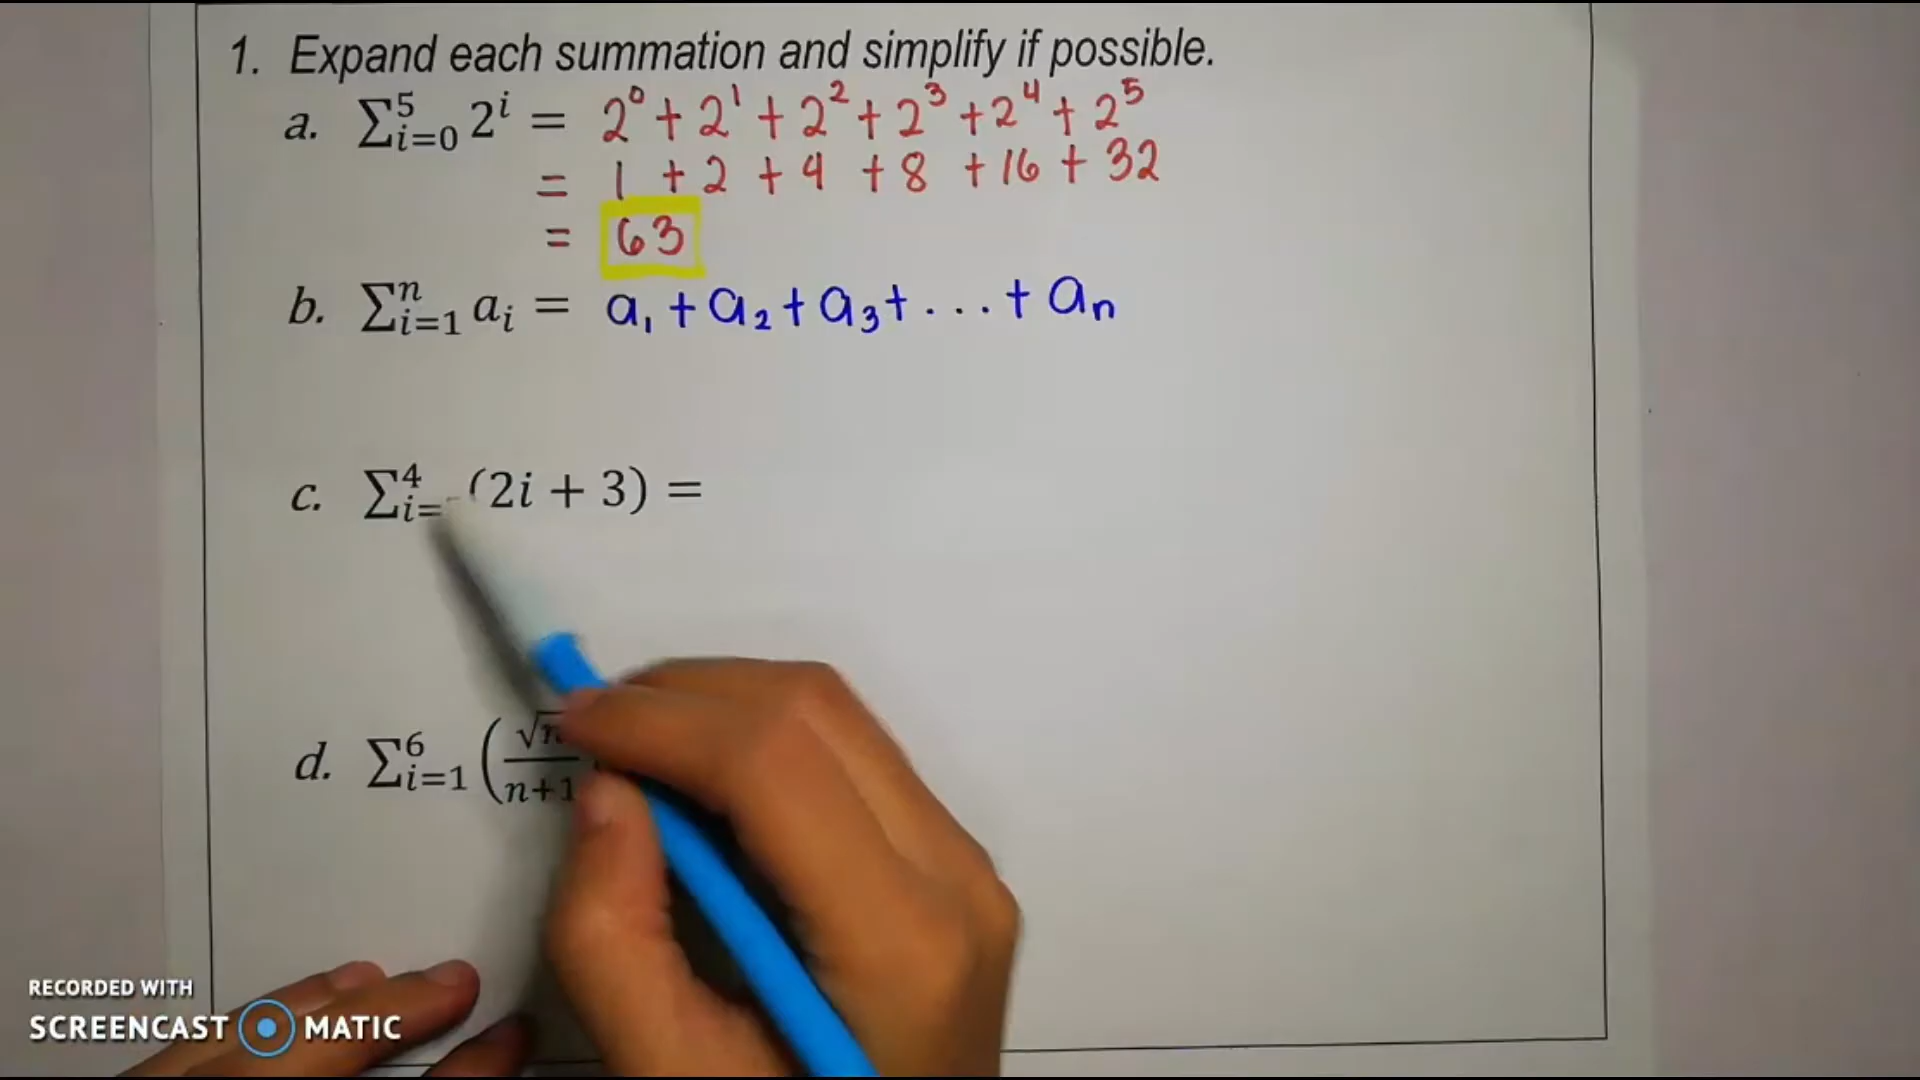 1. Expand each summation and simplify if possible.
a. ∑⁵ᵢ₌₀ 2ⁱ = 2⁰ + 2¹ + 2² + 2³ + 2⁴ + 2⁵
= 1 + 2 + 4 + 8 + 16 + 32
= 63
b. ∑ⁿᵢ₌₁ aᵢ = a₁ + a₂ + a₃ + ... + aₙ
c. ∑⁴ᵢ₌ (2i + 3) =
d. ∑⁶ᵢ₌₁ (√n/n+1
RECORDED WITH
SCREENCAST MATIC